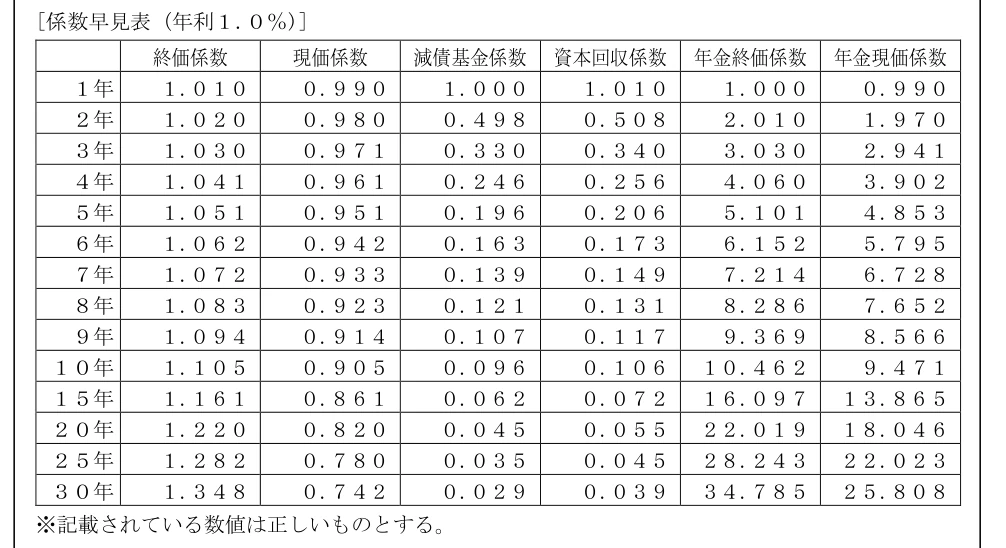 ［係数早見表（年利１．０％）］
終価係数 現価係数 減債基金係数 資本回収係数 年金終価係数 年金現価係数
１年 １．０１０ ０．９９０ １．０００ １．０１０ １．０００ ０．９９０
２年 １．０２０ ０．９８０ ０．４９８ ０．５０８ ２．０１０ １．９７０
３年 １．０３０ ０．９７１ ０．３３０ ０．３４０ ３．０３０ ２．９４１
４年 １．０４１ ０．９６１ ０．２４６ ０．２５６ ４．０６０ ３．９０２
５年 １．０５１ ０．９５１ ０．１９６ ０．２０６ ５．１０１ ４．８５３
６年 １．０６２ ０．９４２ ０．１６３ ０．１７３ ６．１５２ ５．７９５
７年 １．０７２ ０．９３３ ０．１３９ ０．１４９ ７．２１４ ６．７２８
８年 １．０８３ ０．９２３ ０．１２１ ０．１３１ ８．２８６ ７．６５２
９年 １．０９４ ０．９１４ ０．１０７ ０．１１７ ９．３６９ ８．５６６
１０年 １．１０５ ０．９０５ ０．０９６ ０．１０６ １０．４６２ ９．４７１
１５年 １．１６１ ０．８６１ ０．０６２ ０．０７２ １６．０９７ １３．８６５
２０年 １．２２０ ０．８２０ ０．０４５ ０．０５５ ２２．０１９ １８．０４６
２５年 １．２８２ ０．７８０ ０．０３５ ０．０４５ ２８．２４３ ２２．０２３
３０年 １．３４８ ０．７４２ ０．０２９ ０．０３９ ３４．７８５ ２５．８０８
※記載されている数値は正しいものとする。